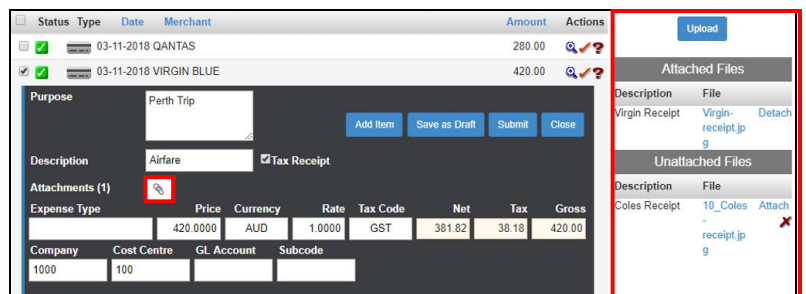 Status Type Date Merchant Amount Actions
03-11-2018 QANTAS 280.00
03-11-2018 VIRGIN BLUE 420.00
Purpose Perth Trip
Add Item Save as Draft Submit Close
Description Airfare Tax Receipt
Attachments (1)
Expense Type Price Currency Rate Tax Code Net Tax Gross
420.0000 AUD 1.0000 GST 381.82 38.18 420.00
Company Cost Centre GL Account Subcode
1000 100
Upload
Attached Files
Description File
Virgin Receipt Virgin- Detach
receipt.jp
g
Unattached Files
Description File
Coles Receipt 10_Coles Attach
-
receipt.jp
g